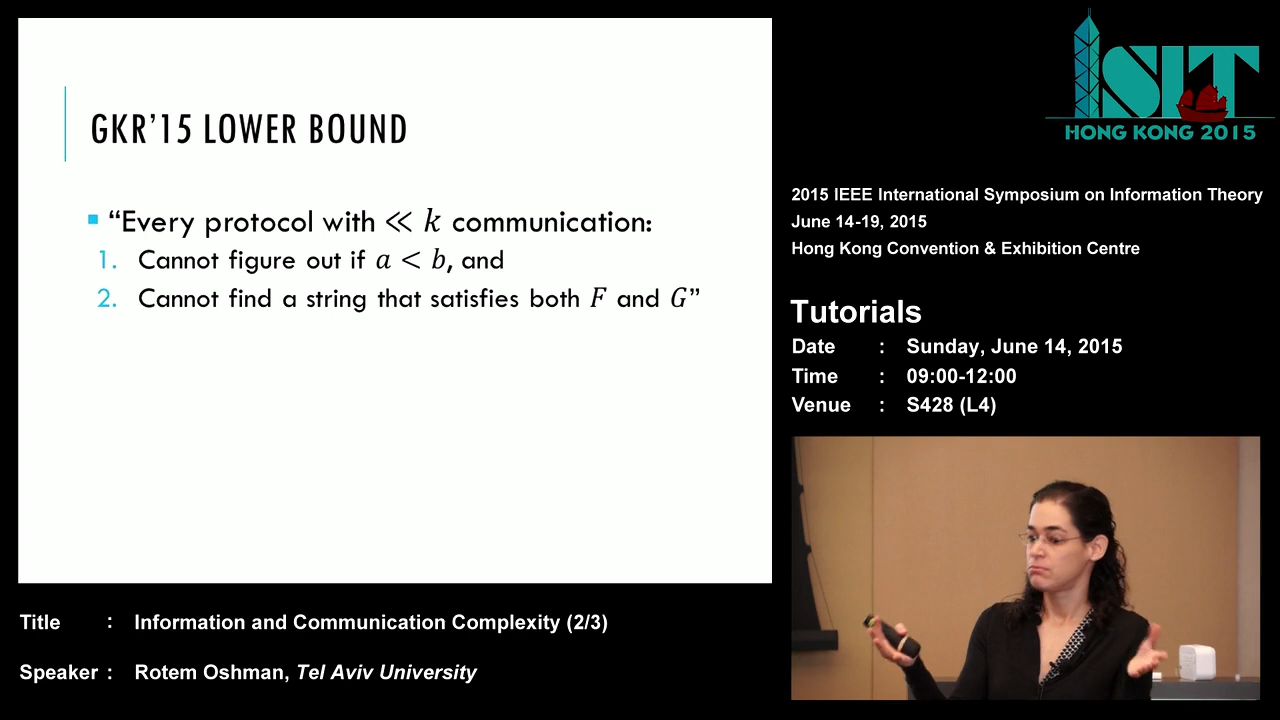 GKR'15 LOWER BOUND
▪ “Every protocol with ≪ k communication:
1. Cannot figure out if a < b, and
2. Cannot find a string that satisfies both F and G”
ISIT
HONG KONG 2015
2015 IEEE International Symposium on Information Theory
June 14-19, 2015
Hong Kong Convention & Exhibition Centre
Tutorials
Date : Sunday, June 14, 2015
Time : 09:00-12:00
Venue : S428 (L4)
Title : Information and Communication Complexity (2/3)
Speaker : Rotem Oshman, Tel Aviv University